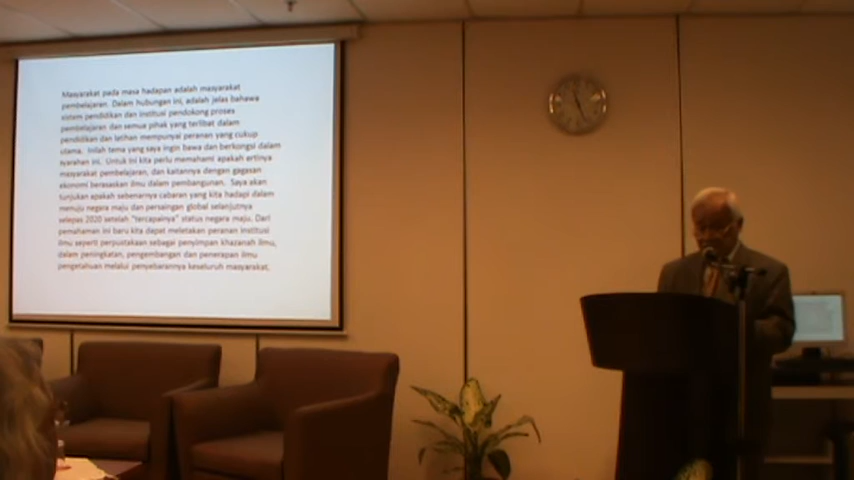 Masyarakat pada masa hadapan adalah masyarakat
pembelajaran. Dalam hubungan ini, adalah jelas bahawa
sistem pendidikan dan institusi pendokong proses
pembelajaran dan semua pihak yang terlibat dalam
pendidikan dan latihan mempunyai peranan yang cukup
utama. Inilah tema yang saya ingin bawa dan berkongsi dalam
syarahan ini. Untuk ini kita perlu memahami apakah ertinya
masyarakat pembelajaran, dan kaitannya dengan gagasan
ekonomi berasaskan ilmu dalam pembangunan. Saya akan
tunjukan apakah sebenarnya cabaran yang kita hadapi dalam
menuju negara maju dan persaingan global selanjutnya
selepas 2020 setelah "tercapainya" status negara maju. Dari
pemahaman ini baru kita dapat meletakan peranan institusi
ilmu seperti perpustakaan sebagai penyimpan khazanah ilmu,
dalam peningkatan, pengembangan dan penerapan ilmu
pengetahuan melalui penyebarannya keseluruh masyarakat.